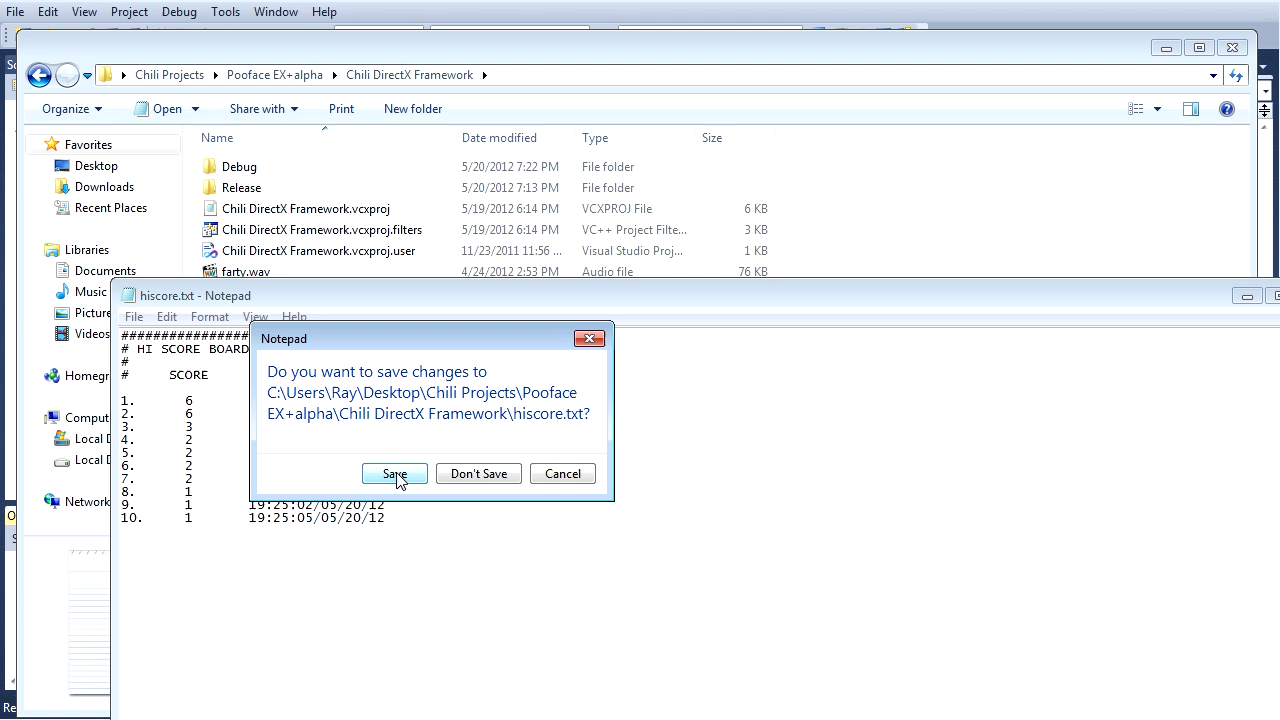 File Edit View Project Debug Tools Window Help
Chili Projects Pooface EX+alpha Chili DirectX Framework
Organize Open Share with Print New folder
Name Date modified Type Size
Favorites
Desktop
Downloads
Recent Places
Libraries
Documents
Music
Videos
Network
Debug 5/20/2012 7:22 PM File folder
Release 5/20/2012 7:13 PM File folder
Chili DirectX Framework.vcxproj 5/19/2012 6:14 PM VCXPROJ File 6 KB
Chili DirectX Framework.vcxproj.filters 5/19/2012 6:14 PM VC++ Project Filte... 3 KB
Chili DirectX Framework.vcxproj.user 11/23/2011 11:56 ... Visual Studio Proj... 1 KB
farty.wav 4/24/2012 2:53 PM Audio file 76 KB
hiscore.txt - Notepad
File Edit Format View Help
################
# HI SCORE BOARD
#
# SCORE
1. 6
2. 6
3. 3
4. 2
5. 2
6. 2
7. 2
8. 1
9. 1 19:25:02/05/20/12
10. 1 19:25:05/05/20/12
Notepad
Do you want to save changes to
C:\Users\Ray\Desktop\Chili Projects\Pooface
EX+alpha\Chili DirectX Framework\hiscore.txt?
Save Don't Save Cancel